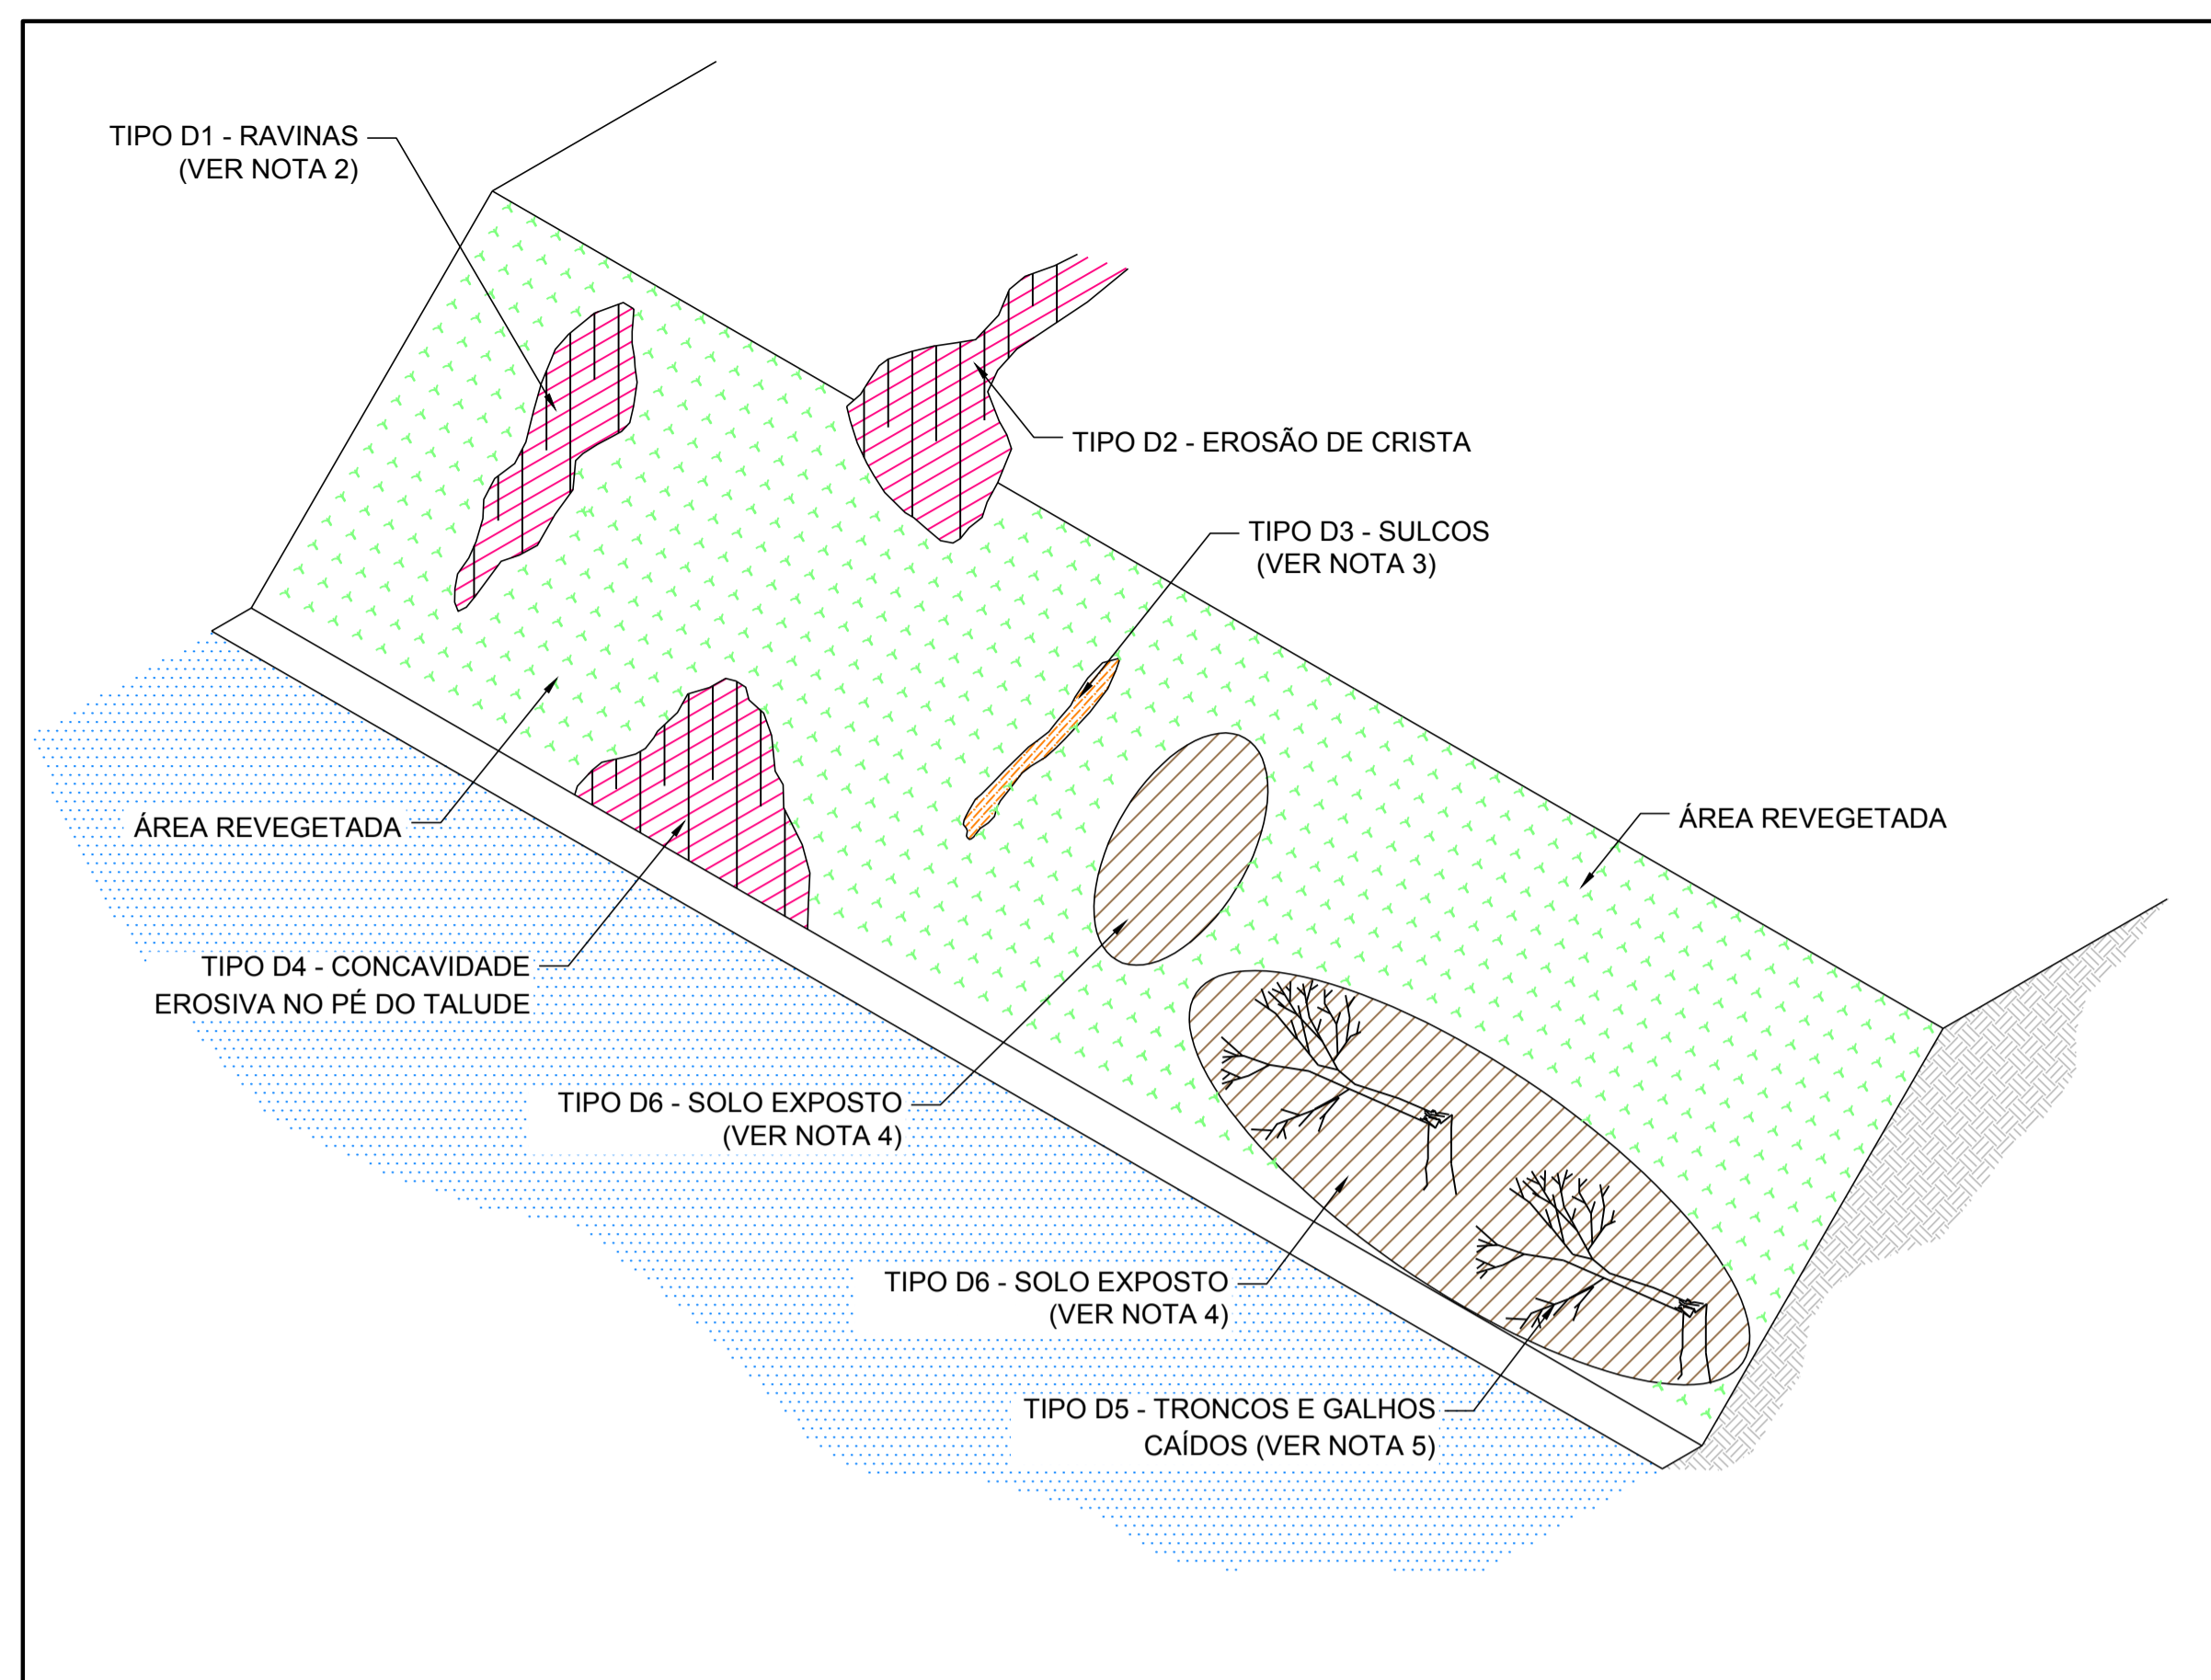 TIPO D1 - RAVINAS
(VER NOTA 2)
TIPO D2 - EROSÃO DE CRISTA
TIPO D3 - SULCOS
(VER NOTA 3)
ÁREA REVEGETADA
ÁREA REVEGETADA
TIPO D4 - CONCAVIDADE
EROSIVA NO PÉ DO TALUDE
TIPO D6 - SOLO EXPOSTO
(VER NOTA 4)
TIPO D6 - SOLO EXPOSTO
(VER NOTA 4)
TIPO D5 - TRONCOS E GALHOS
CAÍDOS (VER NOTA 5)